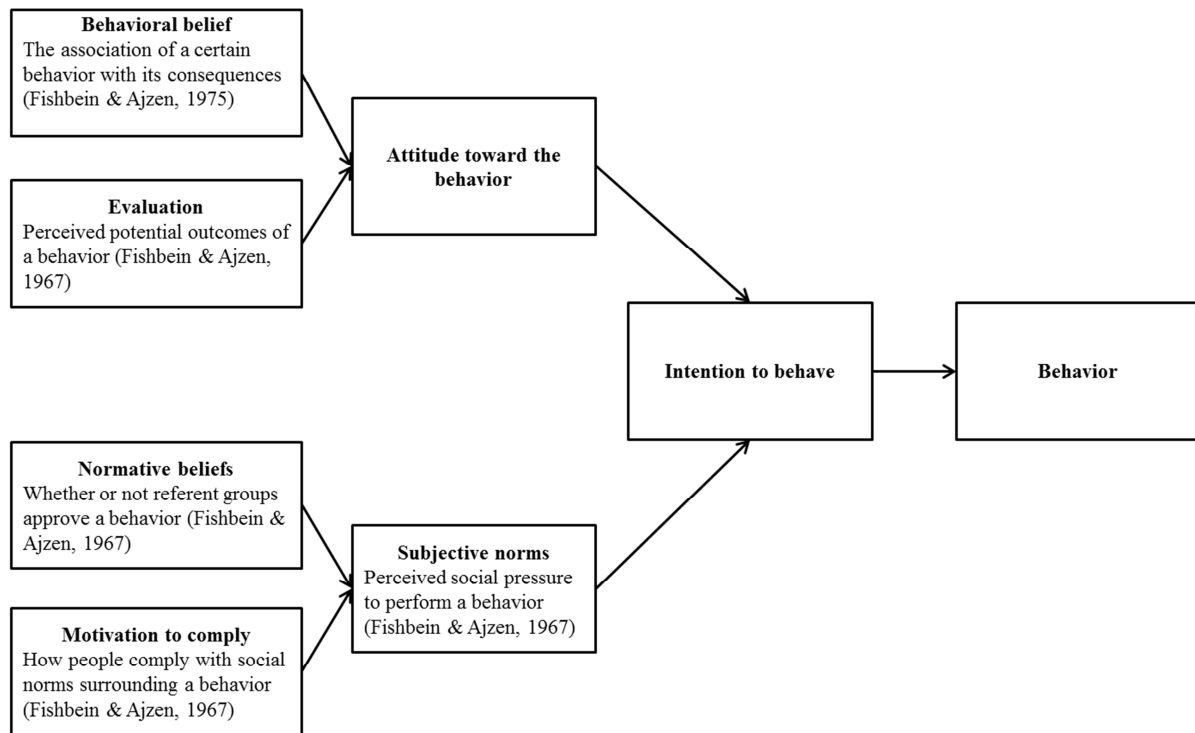 Behavioral belief
The association of a certain
behavior with its consequences
(Fishbein & Ajzen, 1975)
Evaluation
Perceived potential outcomes of
a behavior (Fishbein & Ajzen,
1967)
Attitude toward the
behavior
Intention to behave
Behavior
Normative beliefs
Whether or not referent groups
approve a behavior (Fishbein &
Ajzen, 1967)
Motivation to comply
How people comply with social
norms surrounding a behavior
(Fishbein & Ajzen, 1967)
Subjective norms
Perceived social pressure
to perform a behavior
(Fishbein & Ajzen, 1967)